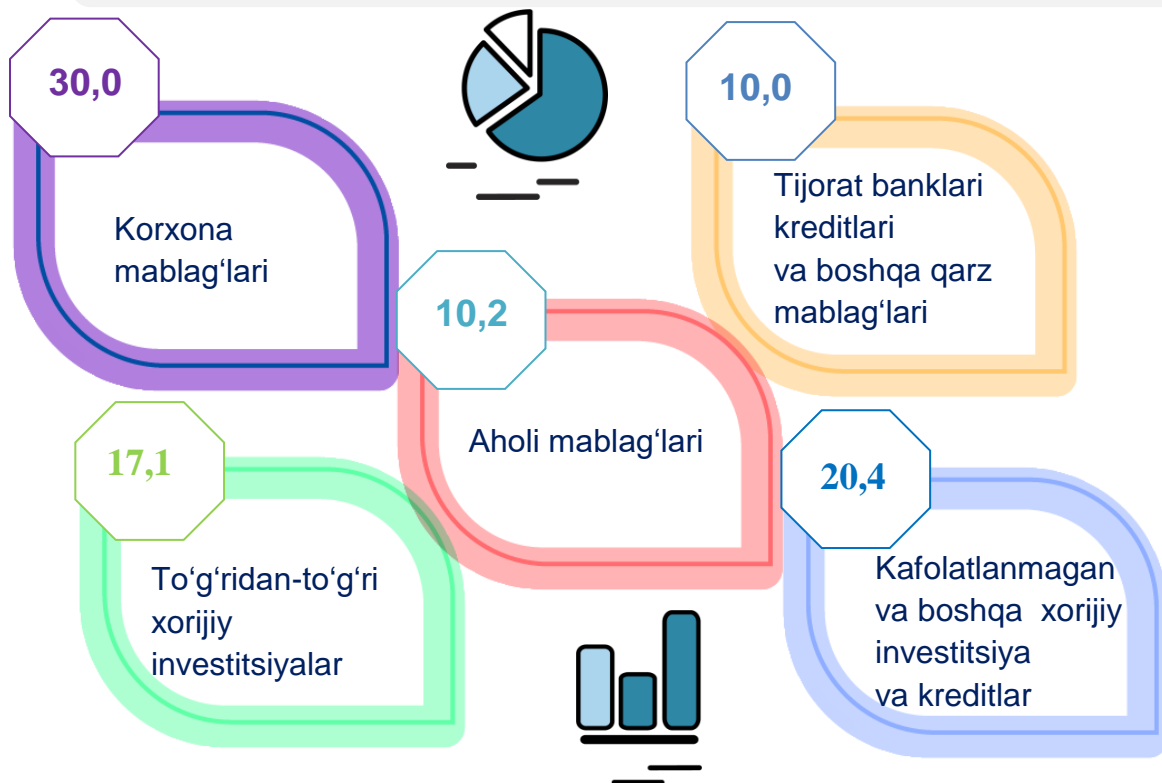 30,0
Korxona
mablag‘lari
10,0
Tijorat banklari
kreditlari
va boshqa qarz
mablag‘lari
10,2
Aholi mablag‘lari
17,1
To‘g‘ridan-to‘g‘ri
xorijiy
investitsiyalar
20,4
Kafolatlanmagan
va boshqa xorijiy
investitsiya
va kreditlar